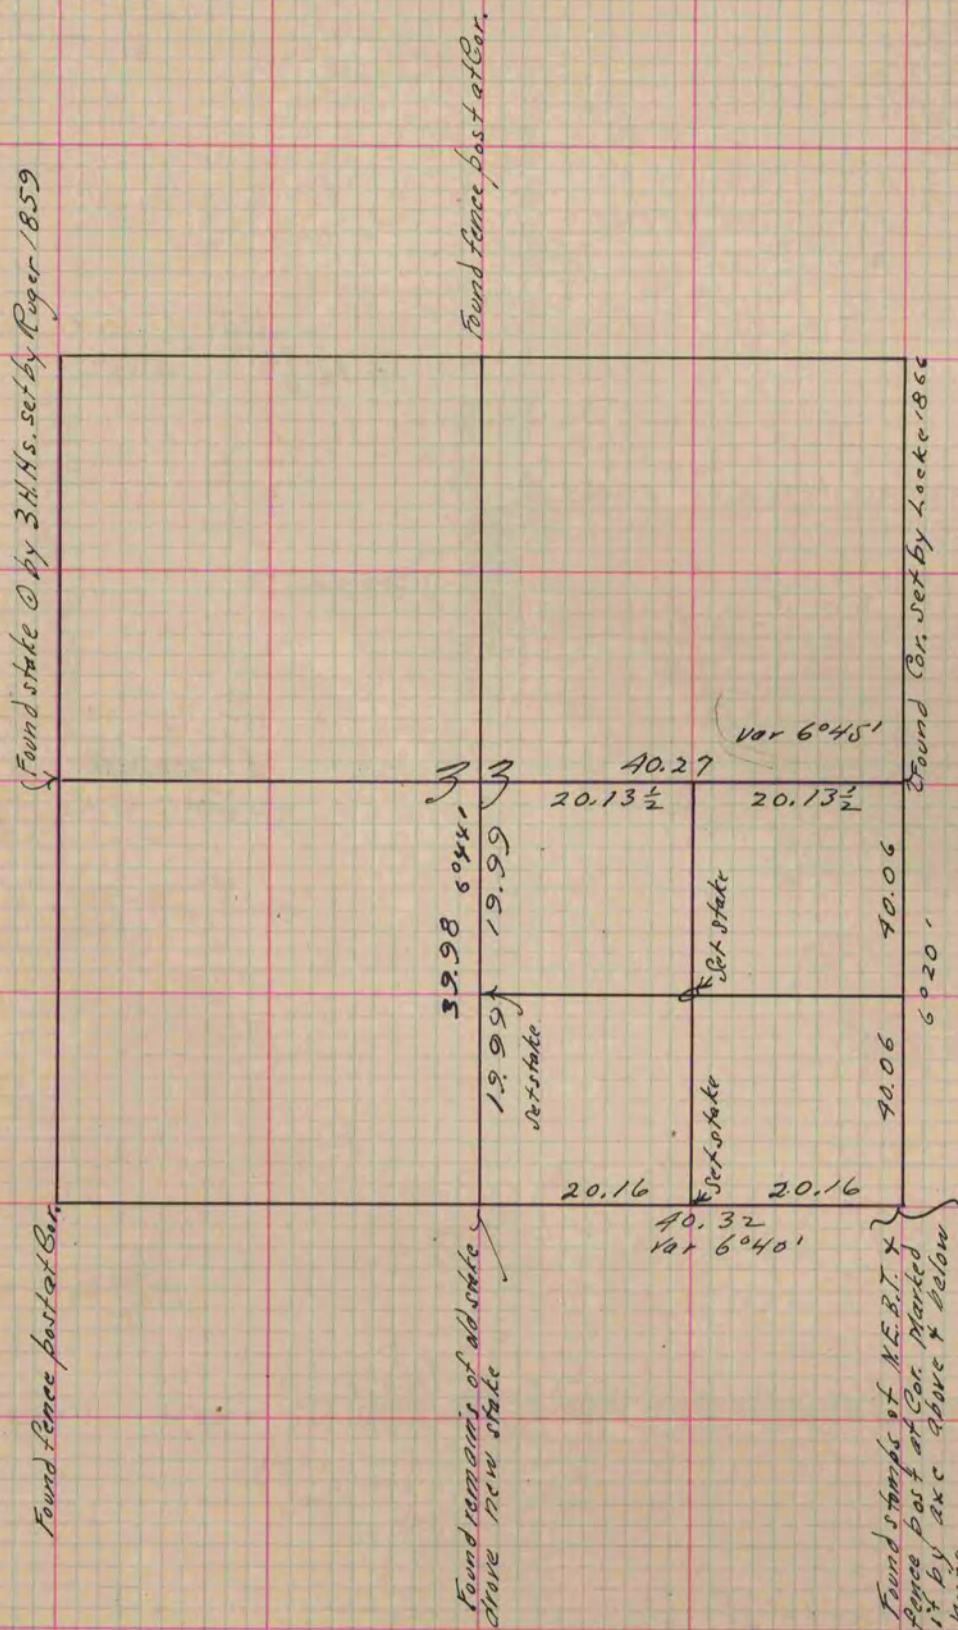 Found stake ⊙ by 3 H.H's. set by Ruger 1859
Found fence post at Cor.
Found Cor. set by Locke 1866
var 6°45'
40.27
20.13½
20.13½
3
3
39.98 6°44'
19.99
19.99
Set stake
Set stake
Set stake
40.06
40.06
6°20'
20.16
20.16
40.32
var 6°40'
Found fence post at Cor.
Found remains of old stake
drove new stake
Found stumps of N.E. B.T. &
fence post at Cor. Marked
it by axe above & below